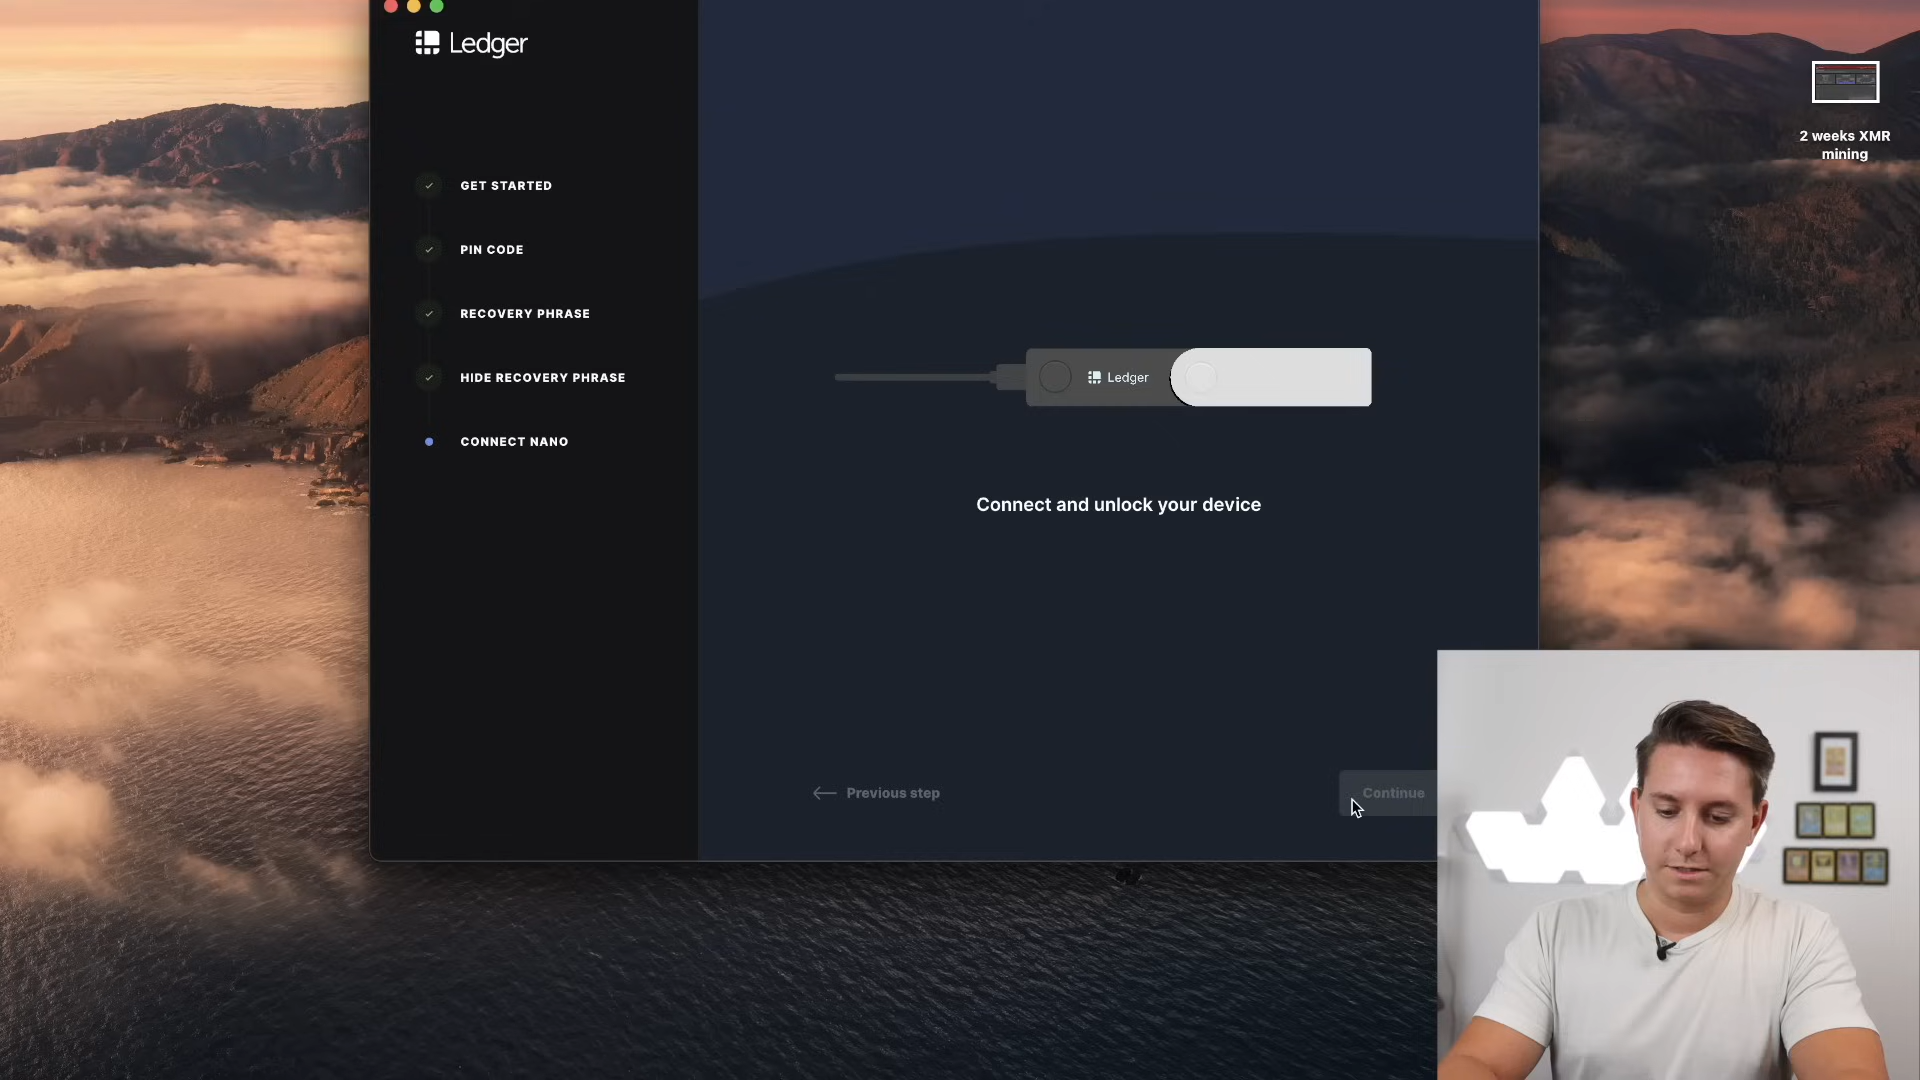 Ledger
GET STARTED
PIN CODE
RECOVERY PHRASE
HIDE RECOVERY PHRASE
CONNECT NANO
Ledger
Connect and unlock your device
Previous step
Continue
2 weeks XMR
mining